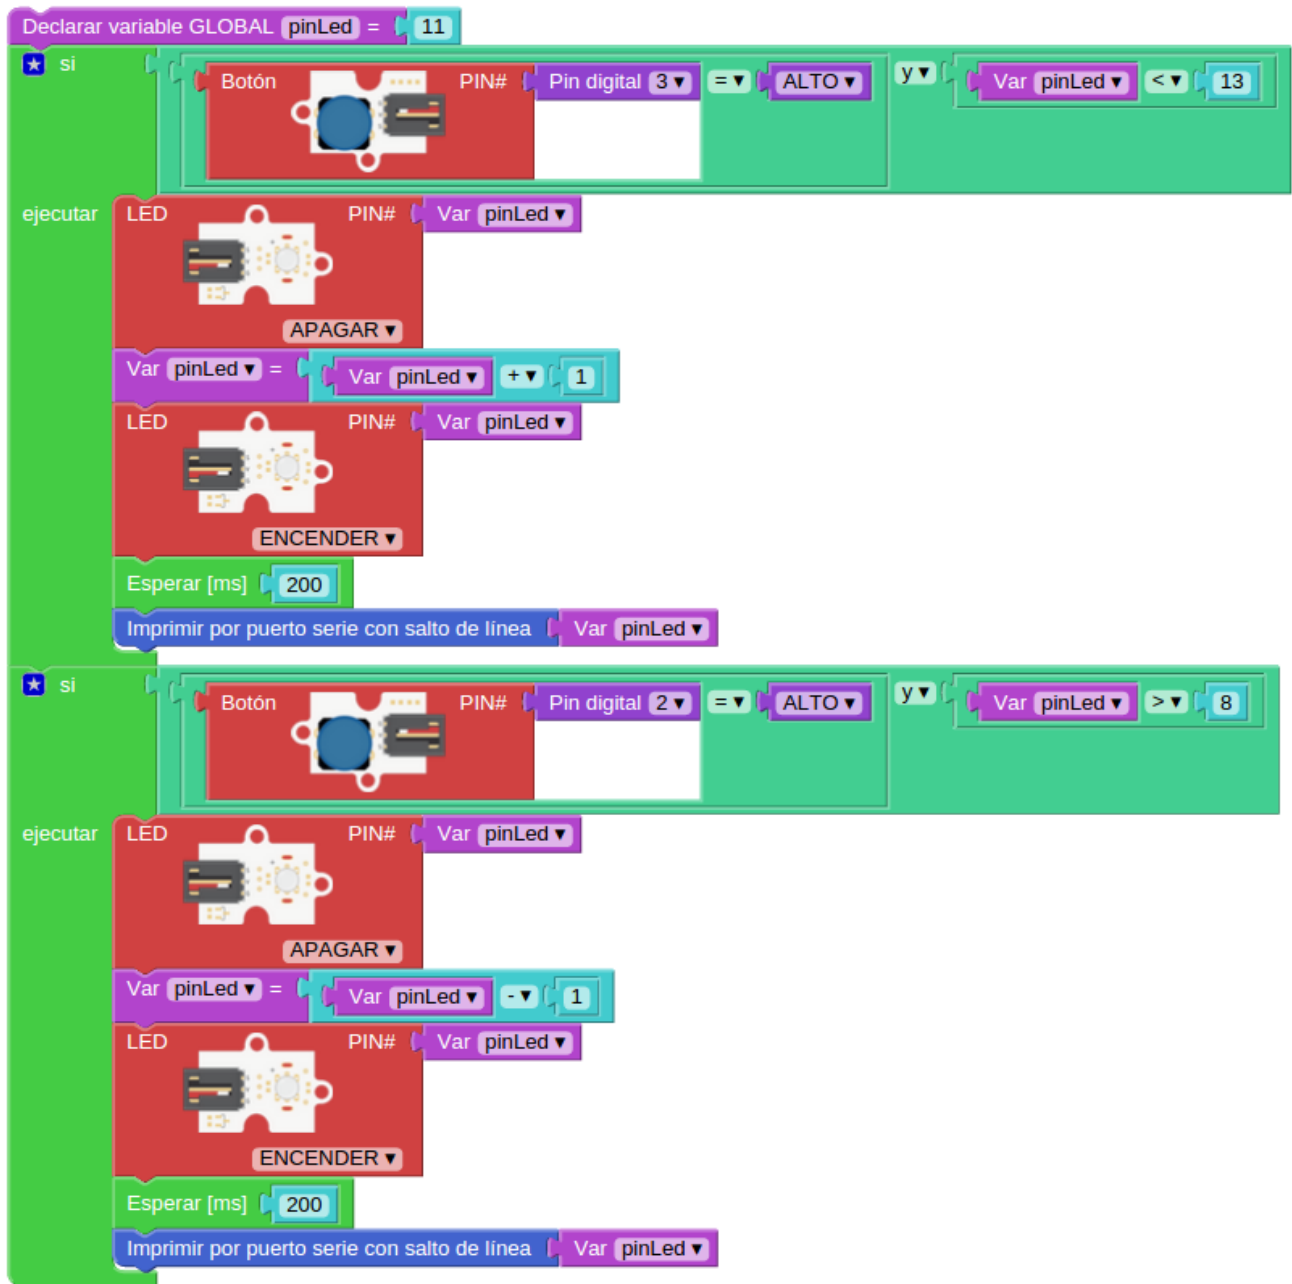 Declarar variable GLOBAL pinLed = 11
si Botón PIN# Pin digital 3 = ALTO y Var pinLed < 13
ejecutar LED PIN# Var pinLed
APAGAR
Var pinLed = Var pinLed + 1
LED PIN# Var pinLed
ENCENDER
Esperar [ms] 200
Imprimir por puerto serie con salto de línea Var pinLed
si Botón PIN# Pin digital 2 = ALTO y Var pinLed > 8
ejecutar LED PIN# Var pinLed
APAGAR
Var pinLed = Var pinLed - 1
LED PIN# Var pinLed
ENCENDER
Esperar [ms] 200
Imprimir por puerto serie con salto de línea Var pinLed